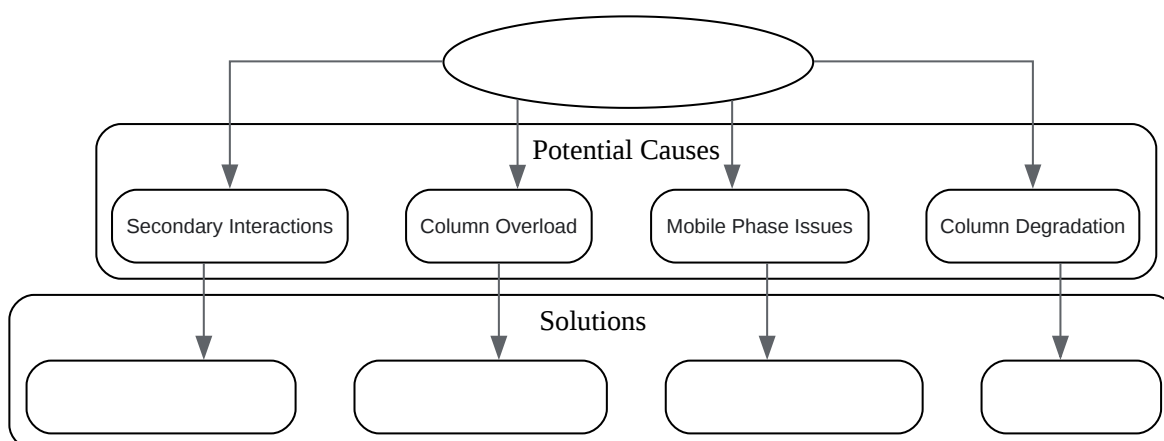 Potential Causes
Secondary Interactions
Column Overload
Mobile Phase Issues
Column Degradation
Solutions